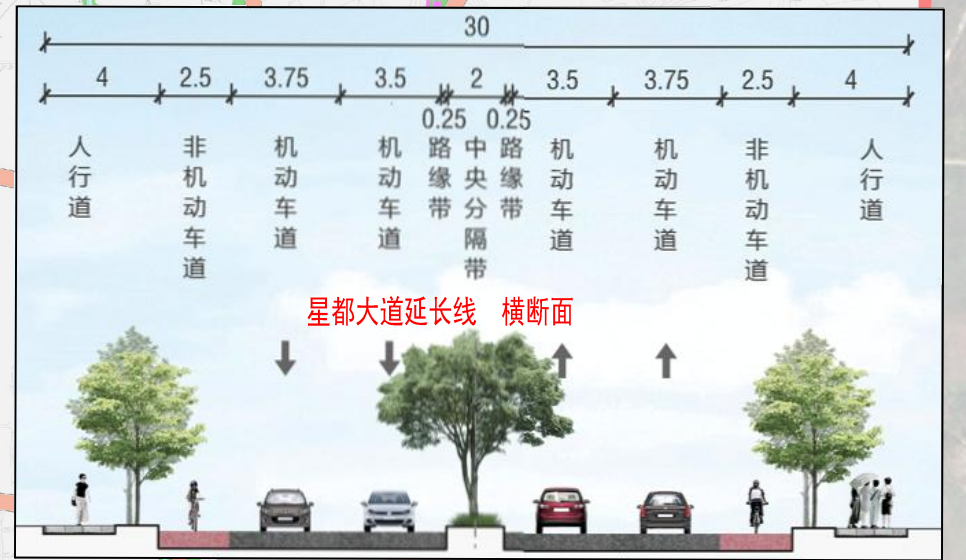 30
4 2.5 3.75 3.5 2 3.5 3.75 2.5 4
0.25 0.25
人行道
非机动车道
机动车道
机动车道
路缘带
中央分隔带
路缘带
机动车道
机动车道
非机动车道
人行道
星都大道延长线 横断面